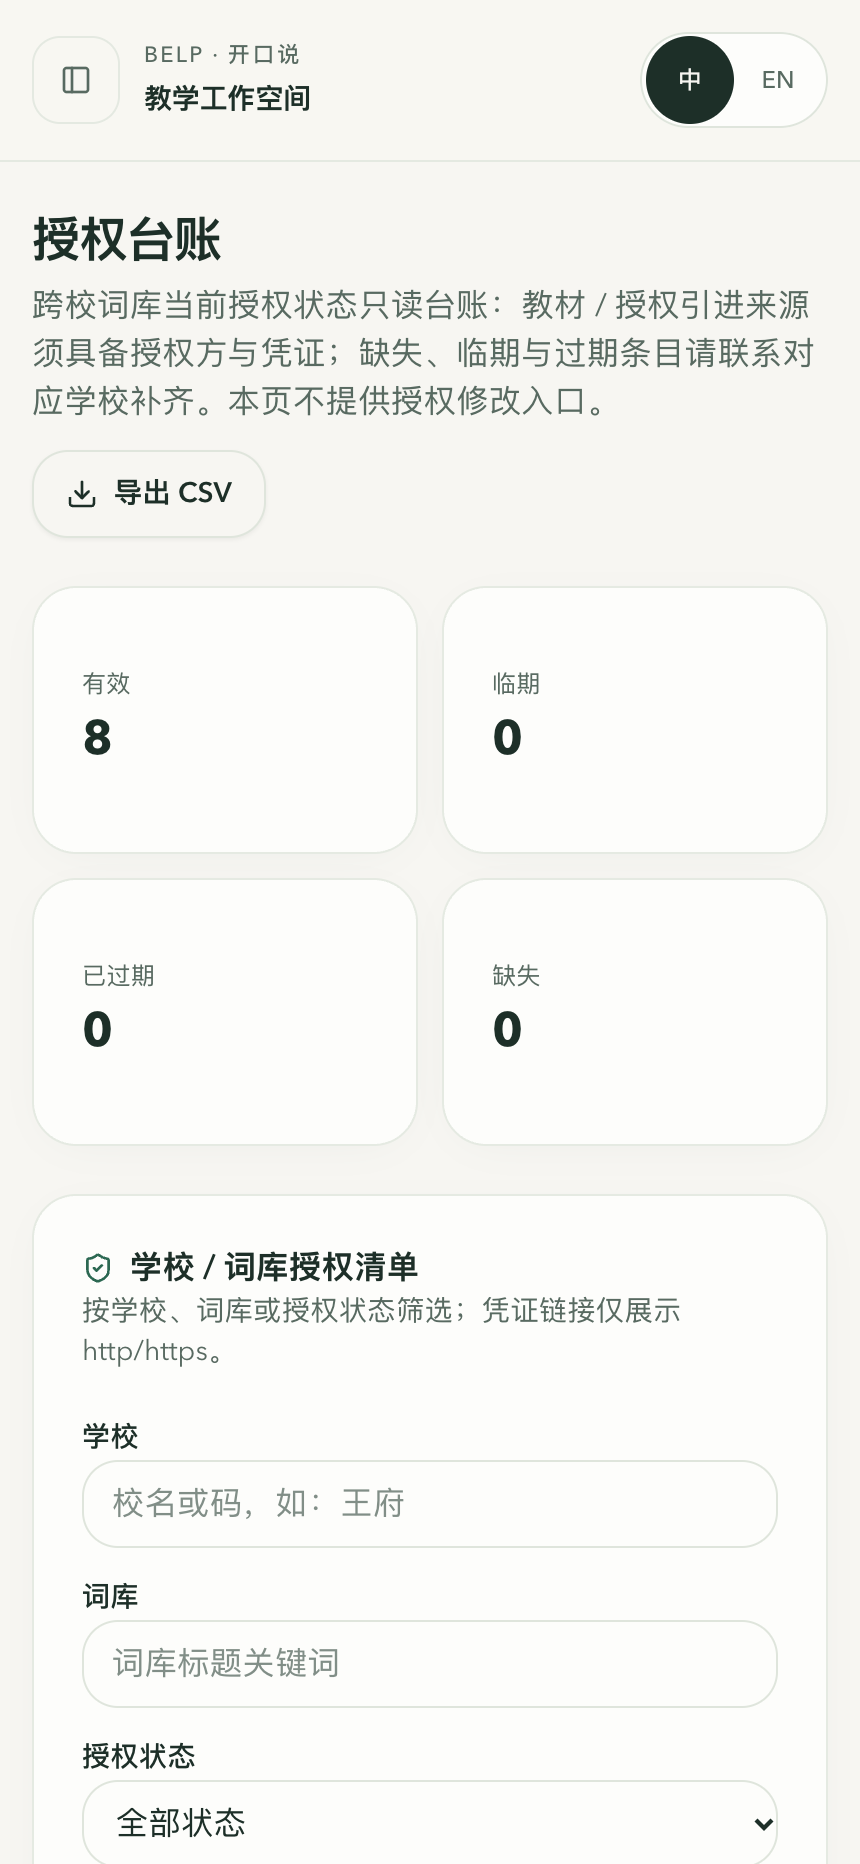 BELP · 开口说
教学工作空间
中
EN
授权台账
跨校词库当前授权状态只读台账：教材 / 授权引进来源
须具备授权方与凭证；缺失、临期与过期条目请联系对
应学校补齐。本页不提供授权修改入口。
导出 CSV
有效
8
临期
0
已过期
0
缺失
0
学校 / 词库授权清单
按学校、词库或授权状态筛选；凭证链接仅展示
http/https。
学校
校名或码，如：王府
词库
词库标题关键词
授权状态
全部状态